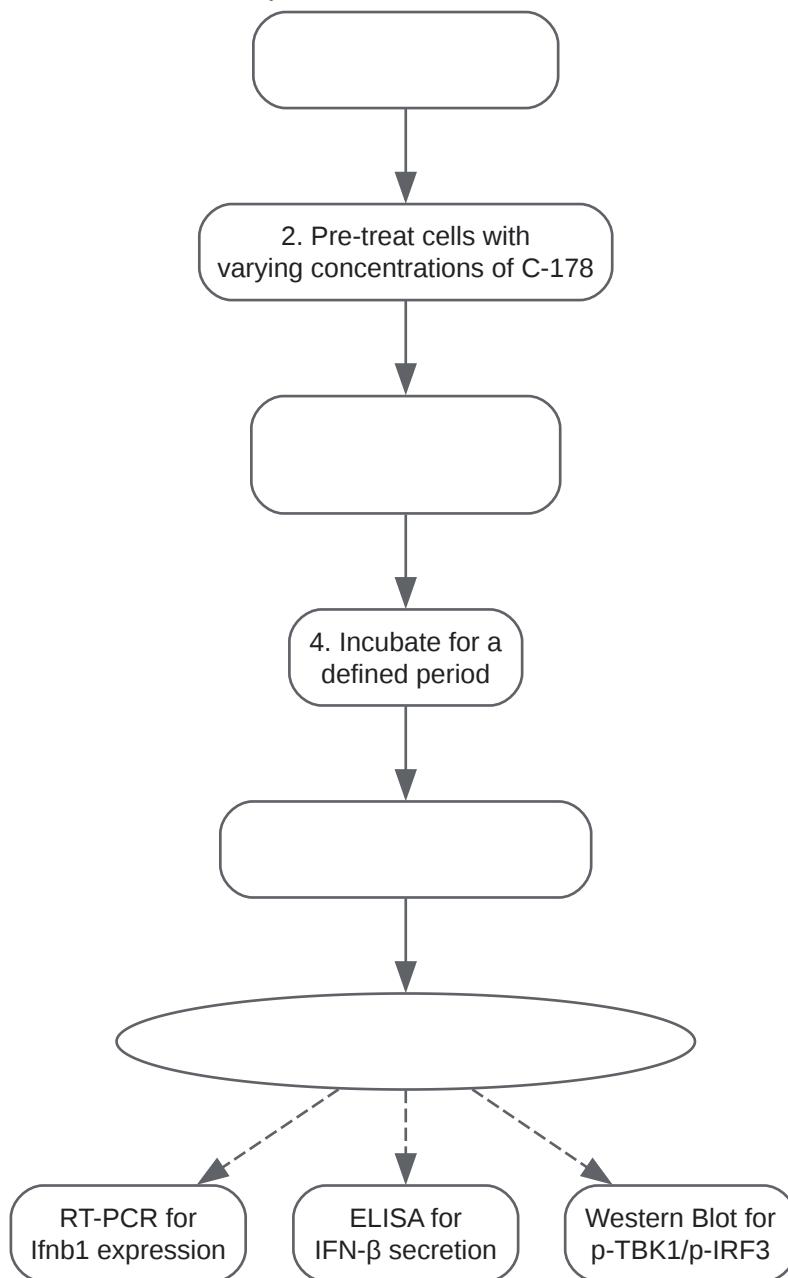 2. Pre-treat cells with
varying concentrations of C-178
4. Incubate for a
defined period
RT-PCR for
Ifnb1 expression
ELISA for
IFN-β secretion
Western Blot for
p-TBK1/p-IRF3